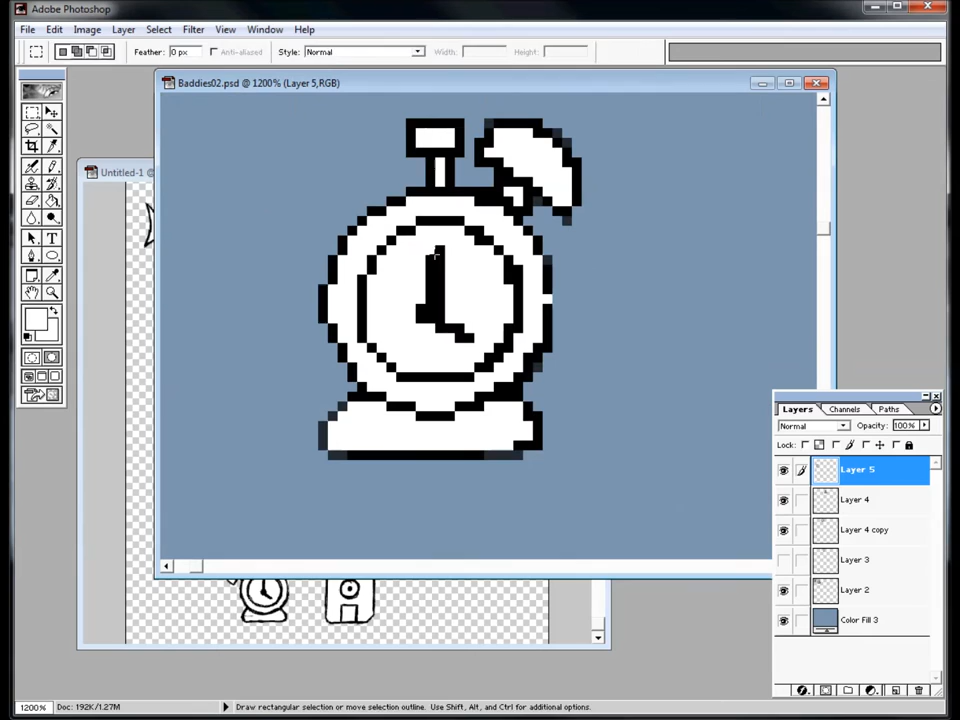 Adobe Photoshop
File Edit Image Layer Select Filter View Window Help
Feather: 0 px Anti-aliased Style: Normal Width: Height:
Baddies02.psd @ 1200% (Layer 5,RGB)
Untitled-1 @
Layers Channels Paths
Normal Opacity: 100%
Lock:
Layer 5
Layer 4
Layer 4 copy
Layer 3
Layer 2
Color Fill 3
1200% Doc: 192K/1.27M Draw rectangular selection or move selection outline. Use Shift, Alt, and Ctrl for additional options.